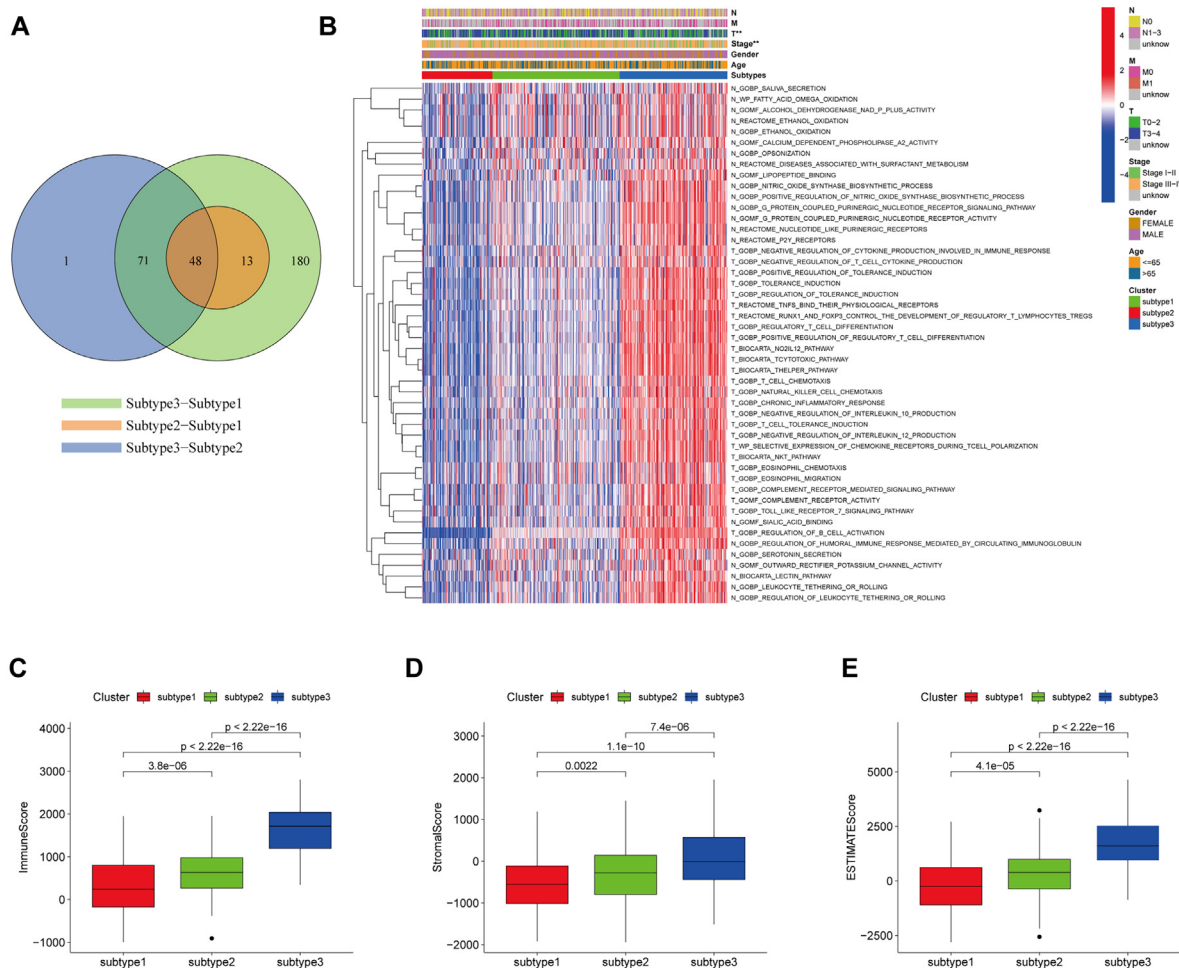 A
1
71
48
13
180
Subtype3−Subtype1
Subtype2−Subtype1
Subtype3−Subtype2
B
N
M
T**
Stage**
Gender
Age
Subtypes
N_GOBP_SALIVA_SECRETION
N_WP_FATTY_ACID_OMEGA_OXIDATION
N_GOMF_ALCOHOL_DEHYDROGENASE_NAD_P_PLUS_ACTIVITY
N_REACTOME_ETHANOL_OXIDATION
N_GOBP_ETHANOL_OXIDATION
N_GOMF_CALCIUM_DEPENDENT_PHOSPHOLIPASE_A2_ACTIVITY
N_GOBP_OPSONIZATION
N_REACTOME_DISEASES_ASSOCIATED_WITH_SURFACTANT_METABOLISM
N_GOMF_LIPOPEPTIDE_BINDING
N_GOBP_NITRIC_OXIDE_SYNTHASE_BIOSYNTHETIC_PROCESS
N_GOBP_POSITIVE_REGULATION_OF_NITRIC_OXIDE_SYNTHASE_BIOSYNTHETIC_PROCESS
N_GOBP_G_PROTEIN_COUPLED_PURINERGIC_NUCLEOTIDE_RECEPTOR_SIGNALING_PATHWAY
N_GOMF_G_PROTEIN_COUPLED_PURINERGIC_NUCLEOTIDE_RECEPTOR_ACTIVITY
N_REACTOME_NUCLEOTIDE_LIKE_PURINERGIC_RECEPTORS
N_REACTOME_P2Y_RECEPTORS
T_GOBP_NEGATIVE_REGULATION_OF_CYTOKINE_PRODUCTION_INVOLVED_IN_IMMUNE_RESPONSE
T_GOBP_NEGATIVE_REGULATION_OF_T_CELL_CYTOKINE_PRODUCTION
T_GOBP_POSITIVE_REGULATION_OF_TOLERANCE_INDUCTION
T_GOBP_TOLERANCE_INDUCTION
T_GOBP_REGULATION_OF_TOLERANCE_INDUCTION
T_REACTOME_TNFS_BIND_THEIR_PHYSIOLOGICAL_RECEPTORS
T_REACTOME_RUNX1_AND_FOXP3_CONTROL_THE_DEVELOPMENT_OF_REGULATORY_T_LYMPHOCYTES_TREGS
T_GOBP_REGULATORY_T_CELL_DIFFERENTIATION
T_GOBP_POSITIVE_REGULATION_OF_REGULATORY_T_CELL_DIFFERENTIATION
T_BIOCARTA_NO2IL12_PATHWAY
T_BIOCARTA_TCYTOTOXIC_PATHWAY
T_BIOCARTA_THELPER_PATHWAY
T_GOBP_T_CELL_CHEMOTAXIS
T_GOBP_NATURAL_KILLER_CELL_CHEMOTAXIS
T_GOBP_CHRONIC_INFLAMMATORY_RESPONSE
T_GOBP_NEGATIVE_REGULATION_OF_INTERLEUKIN_10_PRODUCTION
T_GOBP_T_CELL_TOLERANCE_INDUCTION
T_GOBP_NEGATIVE_REGULATION_OF_INTERLEUKIN_12_PRODUCTION
T_WP_SELECTIVE_EXPRESSION_OF_CHEMOKINE_RECEPTORS_DURING_TCELL_POLARIZATION
T_BIOCARTA_NKT_PATHWAY
T_GOBP_EOSINOPHIL_CHEMOTAXIS
T_GOBP_EOSINOPHIL_MIGRATION
T_GOBP_COMPLEMENT_RECEPTOR_MEDIATED_SIGNALING_PATHWAY
T_GOMF_COMPLEMENT_RECEPTOR_ACTIVITY
T_GOBP_TOLL_LIKE_RECEPTOR_7_SIGNALING_PATHWAY
N_GOMF_SIALIC_ACID_BINDING
T_GOBP_REGULATION_OF_B_CELL_ACTIVATION
N_GOBP_REGULATION_OF_HUMORAL_IMMUNE_RESPONSE_MEDIATED_BY_CIRCULATING_IMMUNOGLOBULIN
N_GOBP_SEROTONIN_SECRETION
N_GOMF_OUTWARD_RECTIFIER_POTASSIUM_CHANNEL_ACTIVITY
N_BIOCARTA_LECTIN_PATHWAY
N_GOBP_LEUKOCYTE_TETHERING_OR_ROLLING
N_GOBP_REGULATION_OF_LEUKOCYTE_TETHERING_OR_ROLLING
4
2
0
−2
−4
N
N0
N1−3
unknow
M
M0
M1
unknow
T
T0−2
T3−4
unknow
Stage
Stage I−II
Stage III−IV
unknow
Gender
FEMALE
MALE
Age
<=65
>65
Cluster
subtype1
subtype2
subtype3
C
Cluster subtype1 subtype2 subtype3
p < 2.22e−16
p < 2.22e−16
3.8e−06
ImmuneScore
4000
3000
2000
1000
0
−1000
subtype1 subtype2 subtype3
D
Cluster subtype1 subtype2 subtype3
7.4e−06
1.1e−10
0.0022
StromalScore
3000
2000
1000
0
−1000
−2000
subtype1 subtype2 subtype3
E
Cluster subtype1 subtype2 subtype3
p < 2.22e−16
p < 2.22e−16
4.1e−05
ESTIMATEScore
5000
2500
0
−2500
subtype1 subtype2 subtype3